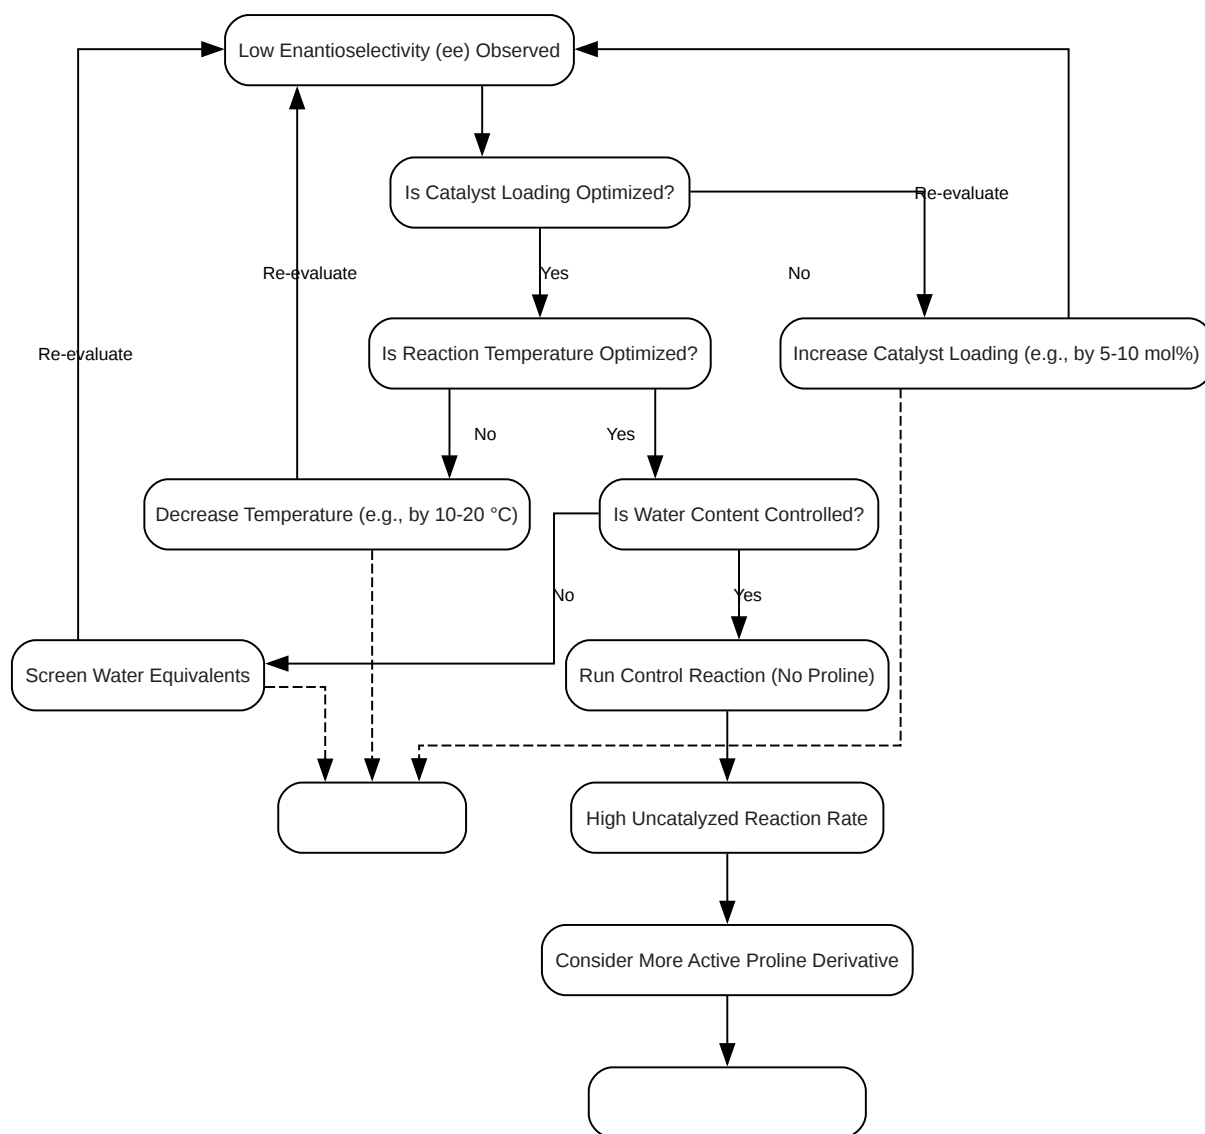 Low Enantioselectivity (ee) Observed
Is Catalyst Loading Optimized?
Re-evaluate
Re-evaluate
Yes
No
Re-evaluate
Is Reaction Temperature Optimized?
Increase Catalyst Loading (e.g., by 5-10 mol%)
No
Yes
Decrease Temperature (e.g., by 10-20 °C)
Is Water Content Controlled?
No
Yes
Screen Water Equivalents
Run Control Reaction (No Proline)
High Uncatalyzed Reaction Rate
Consider More Active Proline Derivative